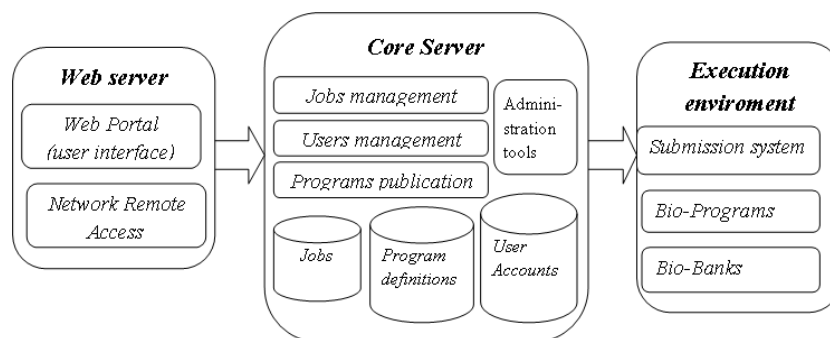 Web server
Web Portal
(user interface)
Network Remote
Access
Core Server
Jobs management
Users management
Programs publication
Admini-
stration
tools
Jobs
Program
definitions
User
Accounts
Execution
enviroment
Submission system
Bio-Programs
Bio-Banks